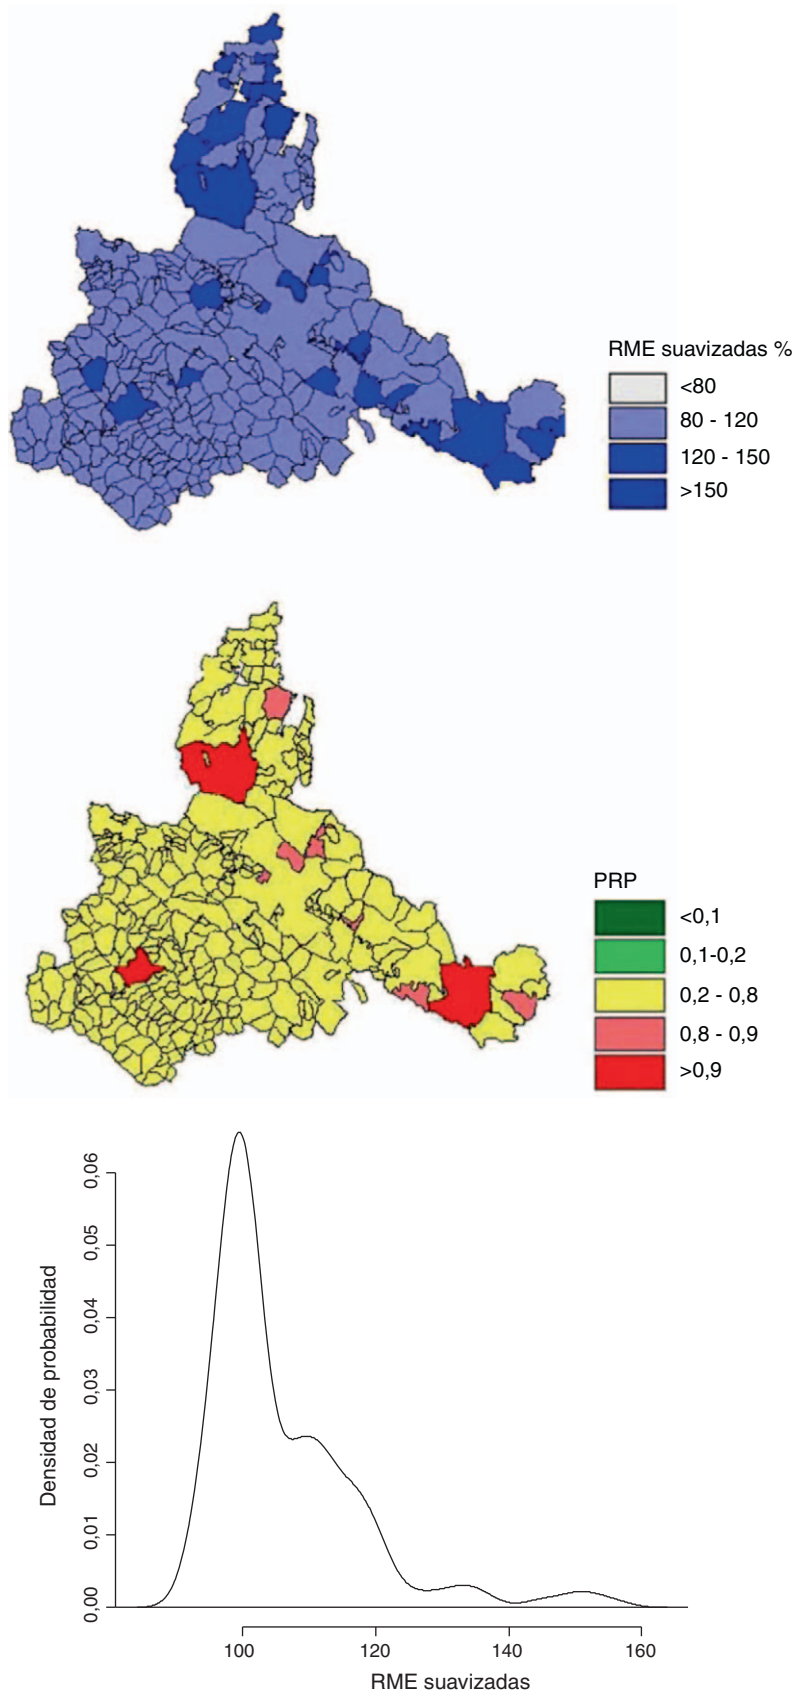 RME suavizadas %
<80
80 - 120
120 - 150
>150
PRP
<0,1
0,1-0,2
0,2 - 0,8
0,8 - 0,9
>0,9
Densidad de probabilidad
0,06
0,05
0,04
0,03
0,02
0,01
0,00
100 120 140 160
RME suavizadas